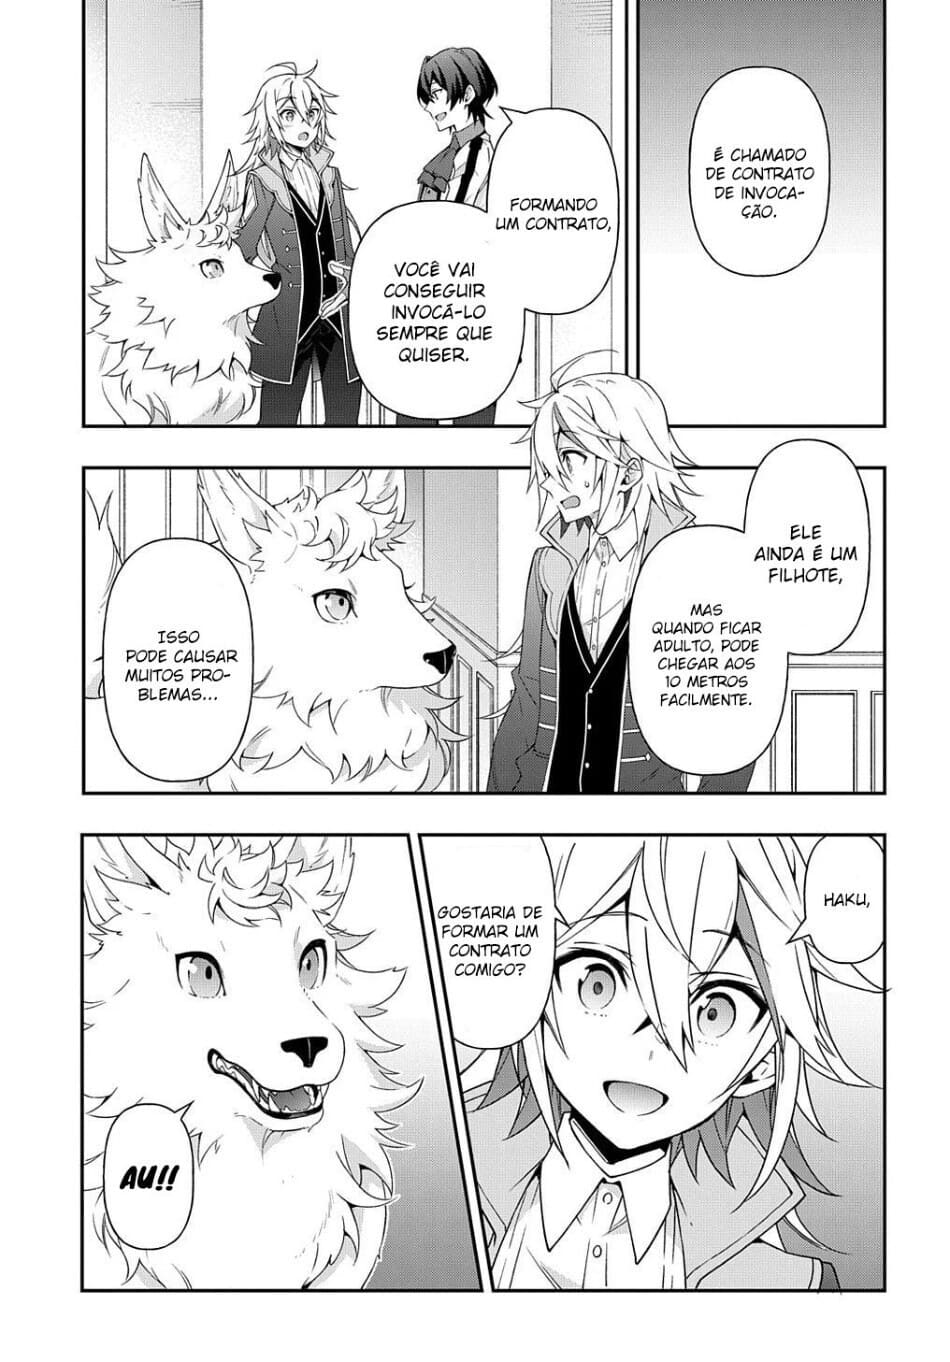 É CHAMADO
DE CONTRATO
DE INVOCA-
ÇÃO.
FORMANDO
UM CONTRATO,
VOCÊ VAI
CONSEGUIR
INVOCÁ-LO
SEMPRE QUE
QUISER.
ELE
AINDA É UM
FILHOTE,
MAS
QUANDO FICAR
ADULTO, PODE
CHEGAR AOS
10 METROS
FACILMENTE.
ISSO
PODE CAUSAR
MUITOS PRO-
BLEMAS...
HAKU,
GOSTARIA DE
FORMAR UM
CONTRATO
COMIGO?
AU!!